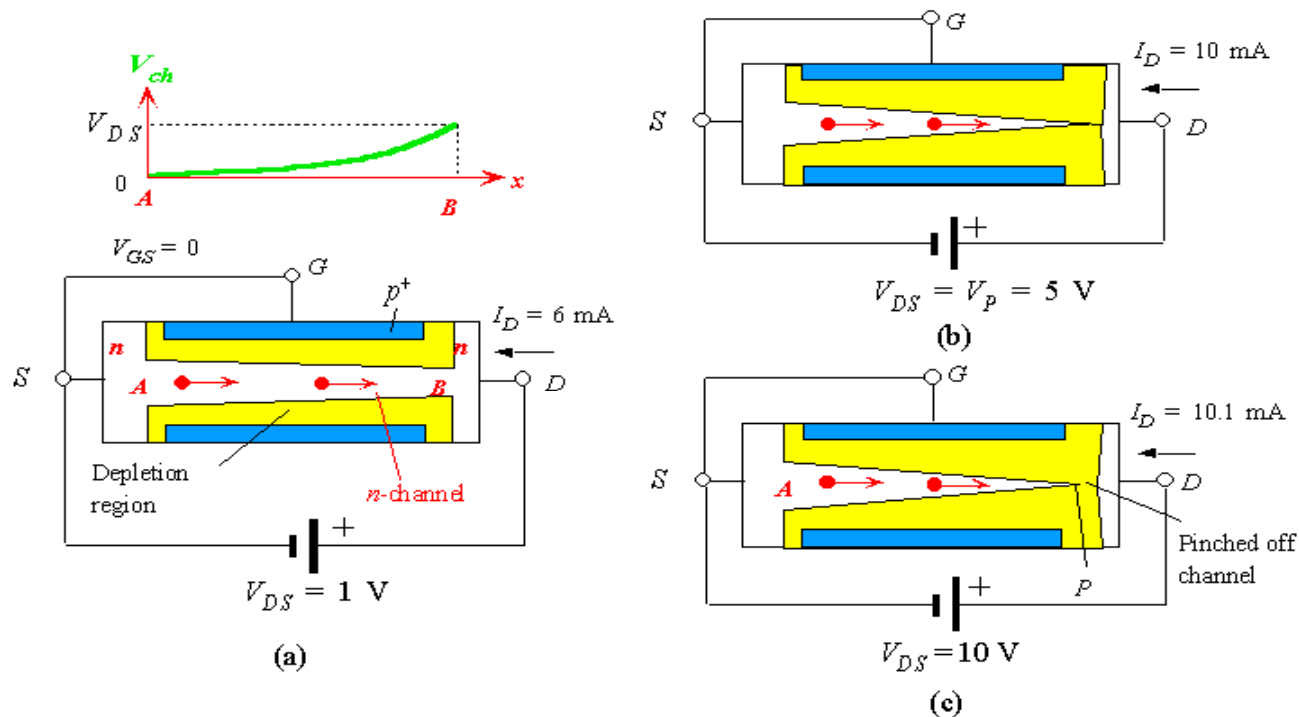 V_ch
V_DS
0
A
B
x
V_GS = 0
G
p⁺
I_D = 6 mA
n
n
S
A
B
D
Depletion
region
n-channel
+
V_DS = 1 V
(a)
G
I_D = 10 mA
S
D
+
V_DS = V_P = 5 V
(b)
G
I_D = 10.1 mA
S
A
D
Pinched off
channel
P
+
V_DS = 10 V
(c)